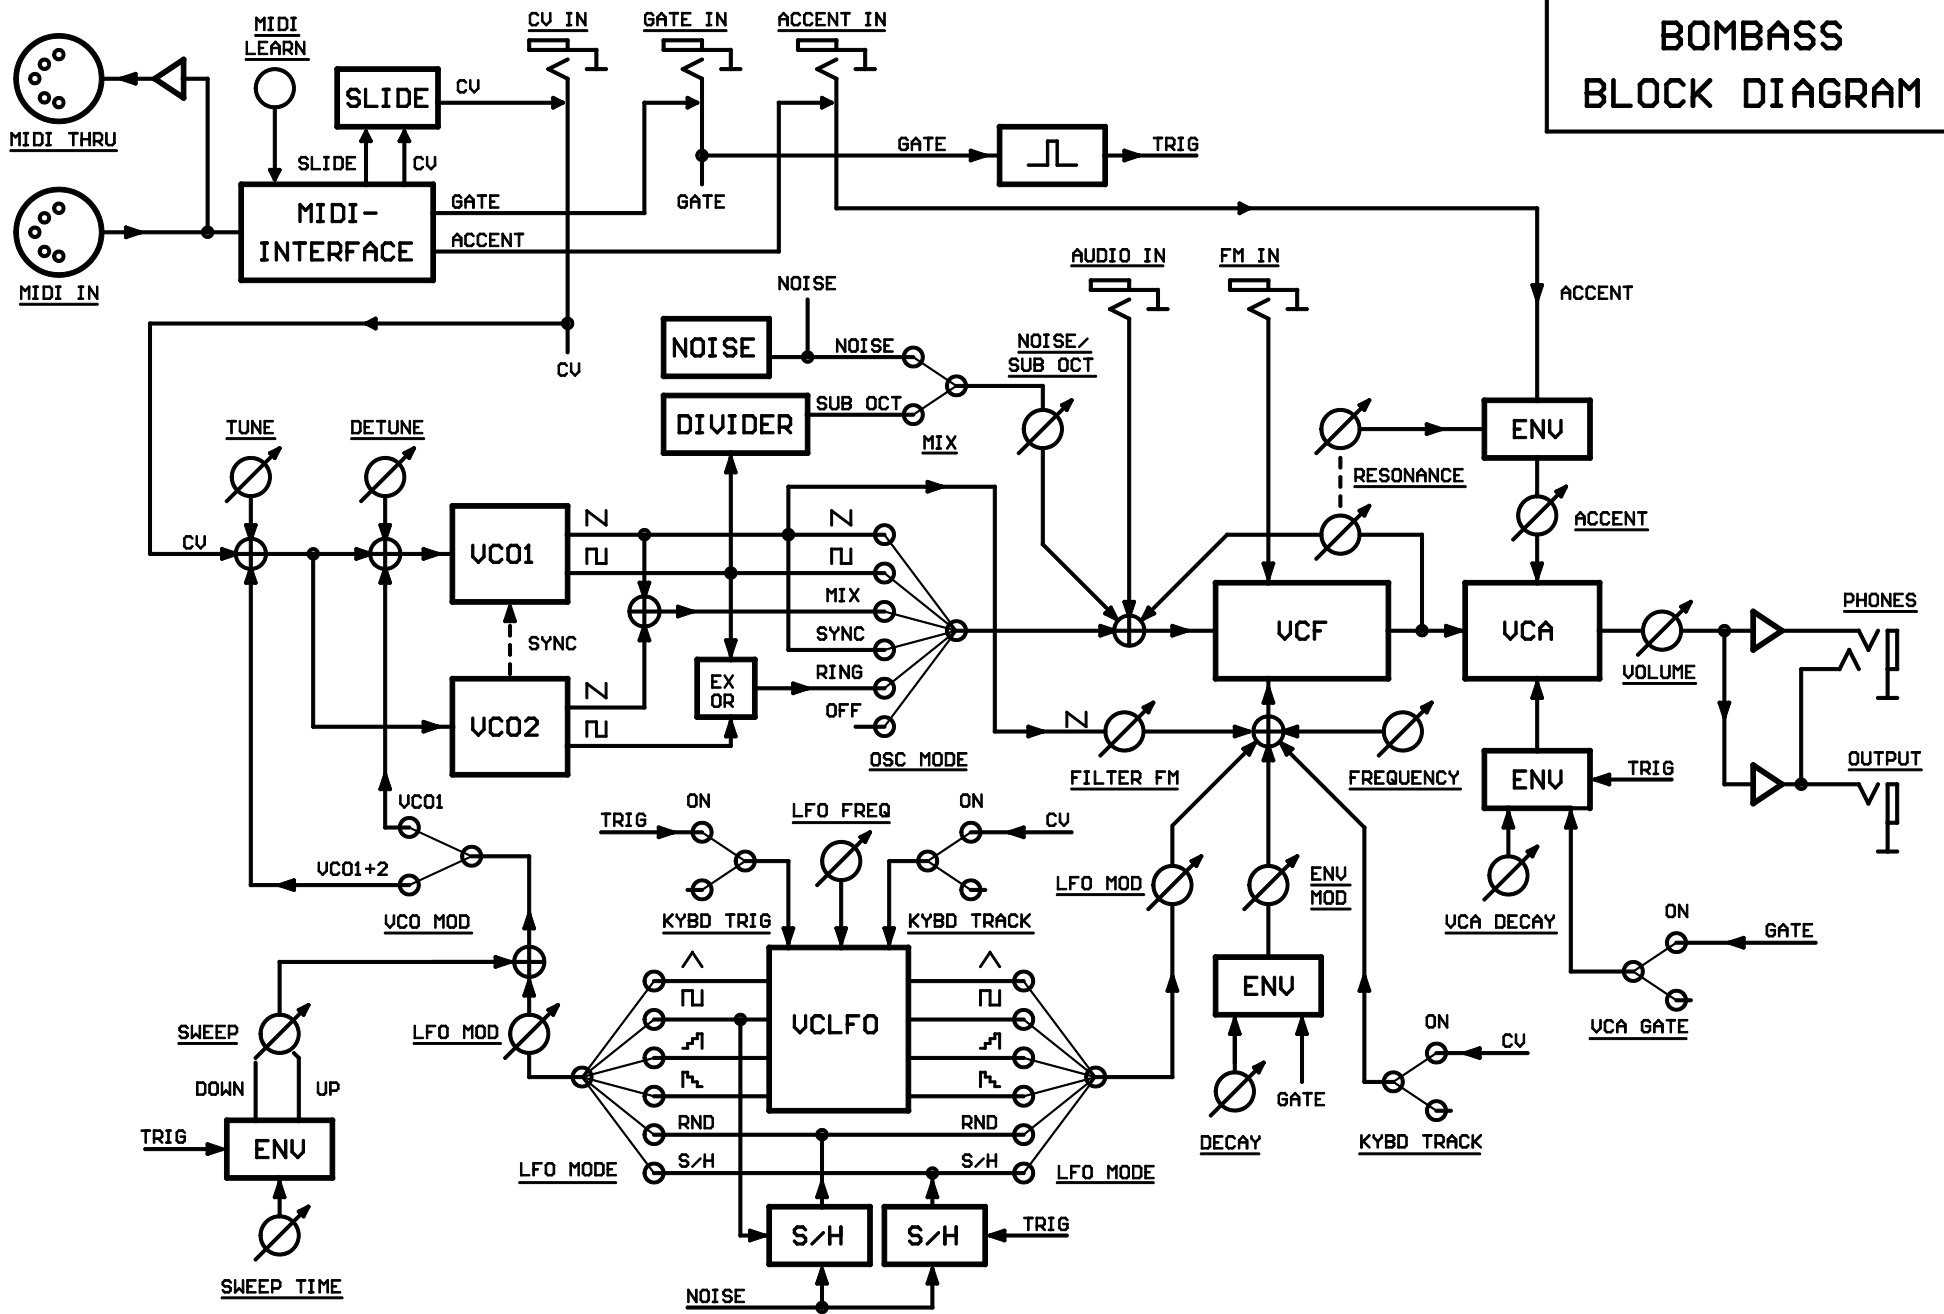 BOMBASS
BLOCK DIAGRAM
MIDI
LEARN
CV IN
GATE IN
ACCENT IN
SLIDE
CV
MIDI THRU
SLIDE
CV
GATE
TRIG
MIDI-
INTERFACE
GATE
GATE
ACCENT
MIDI IN
AUDIO IN
FM IN
ACCENT
NOISE
NOISE
NOISE
NOISE/
SUB OCT
CV
DIVIDER
SUB OCT
MIX
TUNE
DETUNE
ENV
RESONANCE
ACCENT
CV
VCO1
MIX
SYNC
SYNC
RING
OFF
OSC MODE
EX
OR
VCO2
VCF
VCA
VOLUME
PHONES
OUTPUT
FILTER FM
FREQUENCY
ENV
TRIG
VCO1
VCO1+2
VCO MOD
TRIG
ON
LFO FREQ
ON
CV
KYBD TRIG
KYBD TRACK
LFO MOD
ENV
MOD
VCA DECAY
ON
GATE
VCA GATE
SWEEP
LFO MOD
VCLFO
ENV
DOWN
UP
TRIG
ENV
SWEEP TIME
RND
RND
S/H
S/H
LFO MODE
LFO MODE
S/H
S/H
TRIG
NOISE
GATE
DECAY
ON
CV
KYBD TRACK